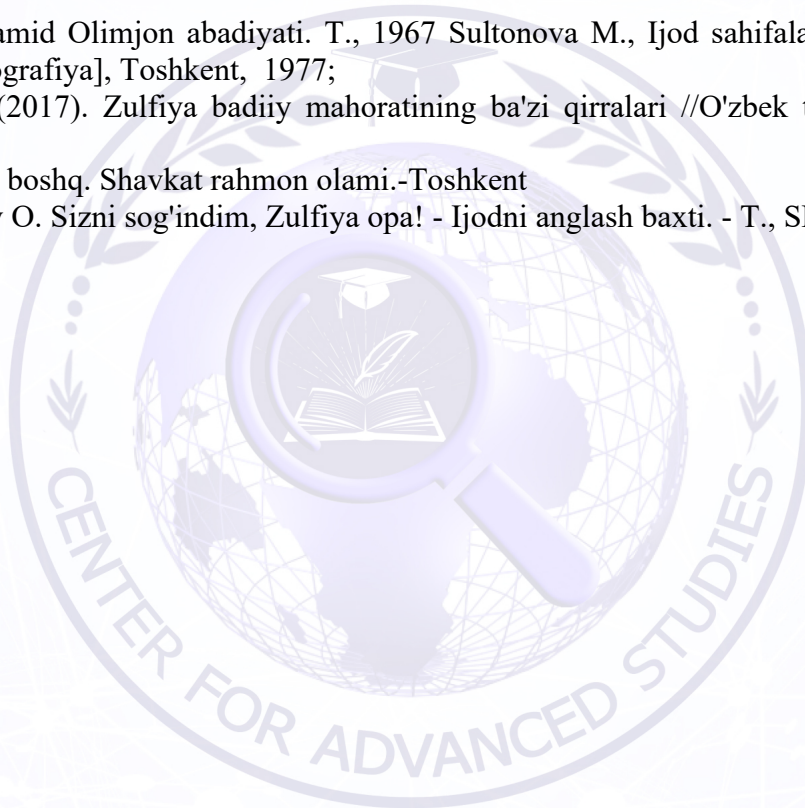 amid Olimjon abadiyati. T., 1967 Sultonova M., Ijod sahifala
ografiya], Toshkent, 1977;
(2017). Zulfiya badiiy mahoratining ba'zi qirralari //O'zbek t
boshq. Shavkat rahmon olami.-Toshkent
O. Sizni sog'indim, Zulfiya opa! - Ijodni anglash baxti. - T., S
CENTER FOR ADVANCED STUDIES